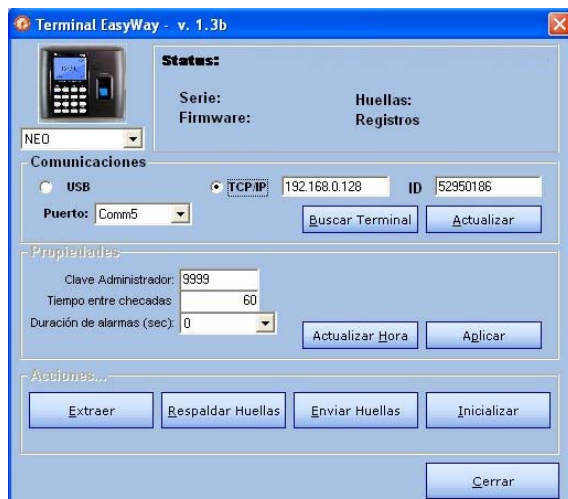 Terminal EasyWay - v. 1.3b
Status:
Serie: Huellas:
Firmware: Registros
NEO
Comunicaciones
USB TCP/IP 192.168.0.128 ID 52950186
Puerto: Comm5 Buscar Terminal Actualizar
Propiedades
Clave Administrador: 9999
Tiempo entre checadas 60
Duración de alarmas (sec): 0
Actualizar Hora Aplicar
Acciones...
Extraer Respaldar Huellas Enviar Huellas Inicializar
Cerrar